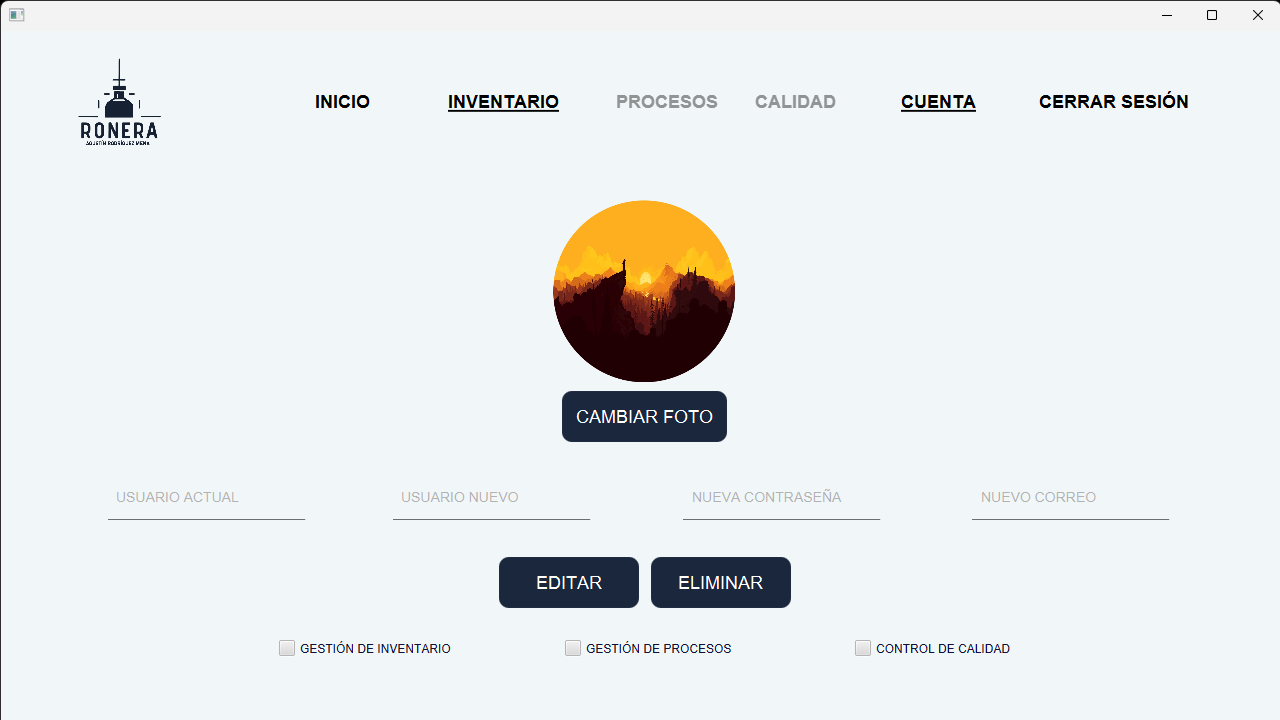 RONERA
AGUSTÍN RODRÍGUEZ MENA
INICIO INVENTARIO PROCESOS CALIDAD CUENTA CERRAR SESIÓN
CAMBIAR FOTO
USUARIO ACTUAL USUARIO NUEVO NUEVA CONTRASEÑA NUEVO CORREO
EDITAR ELIMINAR
GESTIÓN DE INVENTARIO GESTIÓN DE PROCESOS CONTROL DE CALIDAD